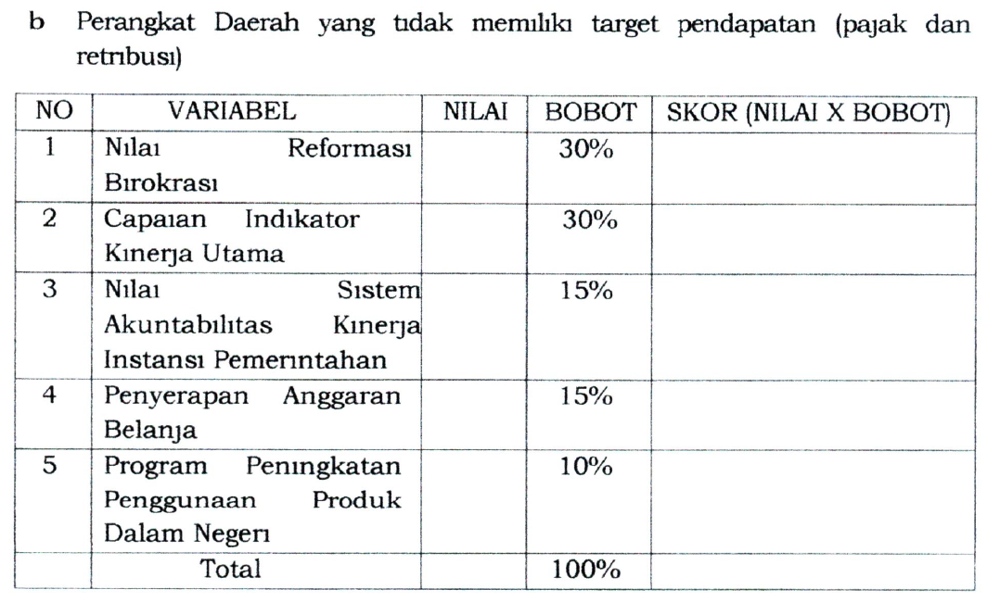 b Perangkat Daerah yang tidak memiliki target pendapatan (pajak dan
retribusi)
NO VARIABEL NILAI BOBOT SKOR (NILAI X BOBOT)
1 Nilai Reformasi 30%
Birokrasi
2 Capaian Indikator 30%
Kinerja Utama
3 Nilai Sistem 15%
Akuntabilitas Kinerja
Instansi Pemerintahan
4 Penyerapan Anggaran 15%
Belanja
5 Program Peningkatan 10%
Penggunaan Produk
Dalam Negeri
Total 100%